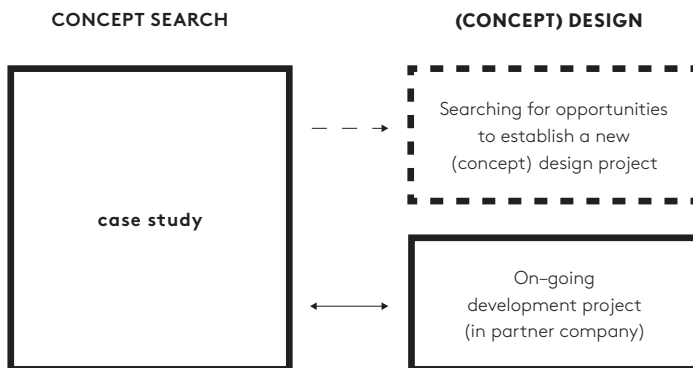 CONCEPT SEARCH
(CONCEPT) DESIGN
case study
Searching for opportunities
to establish a new
(concept) design project
On–going
development project
(in partner company)